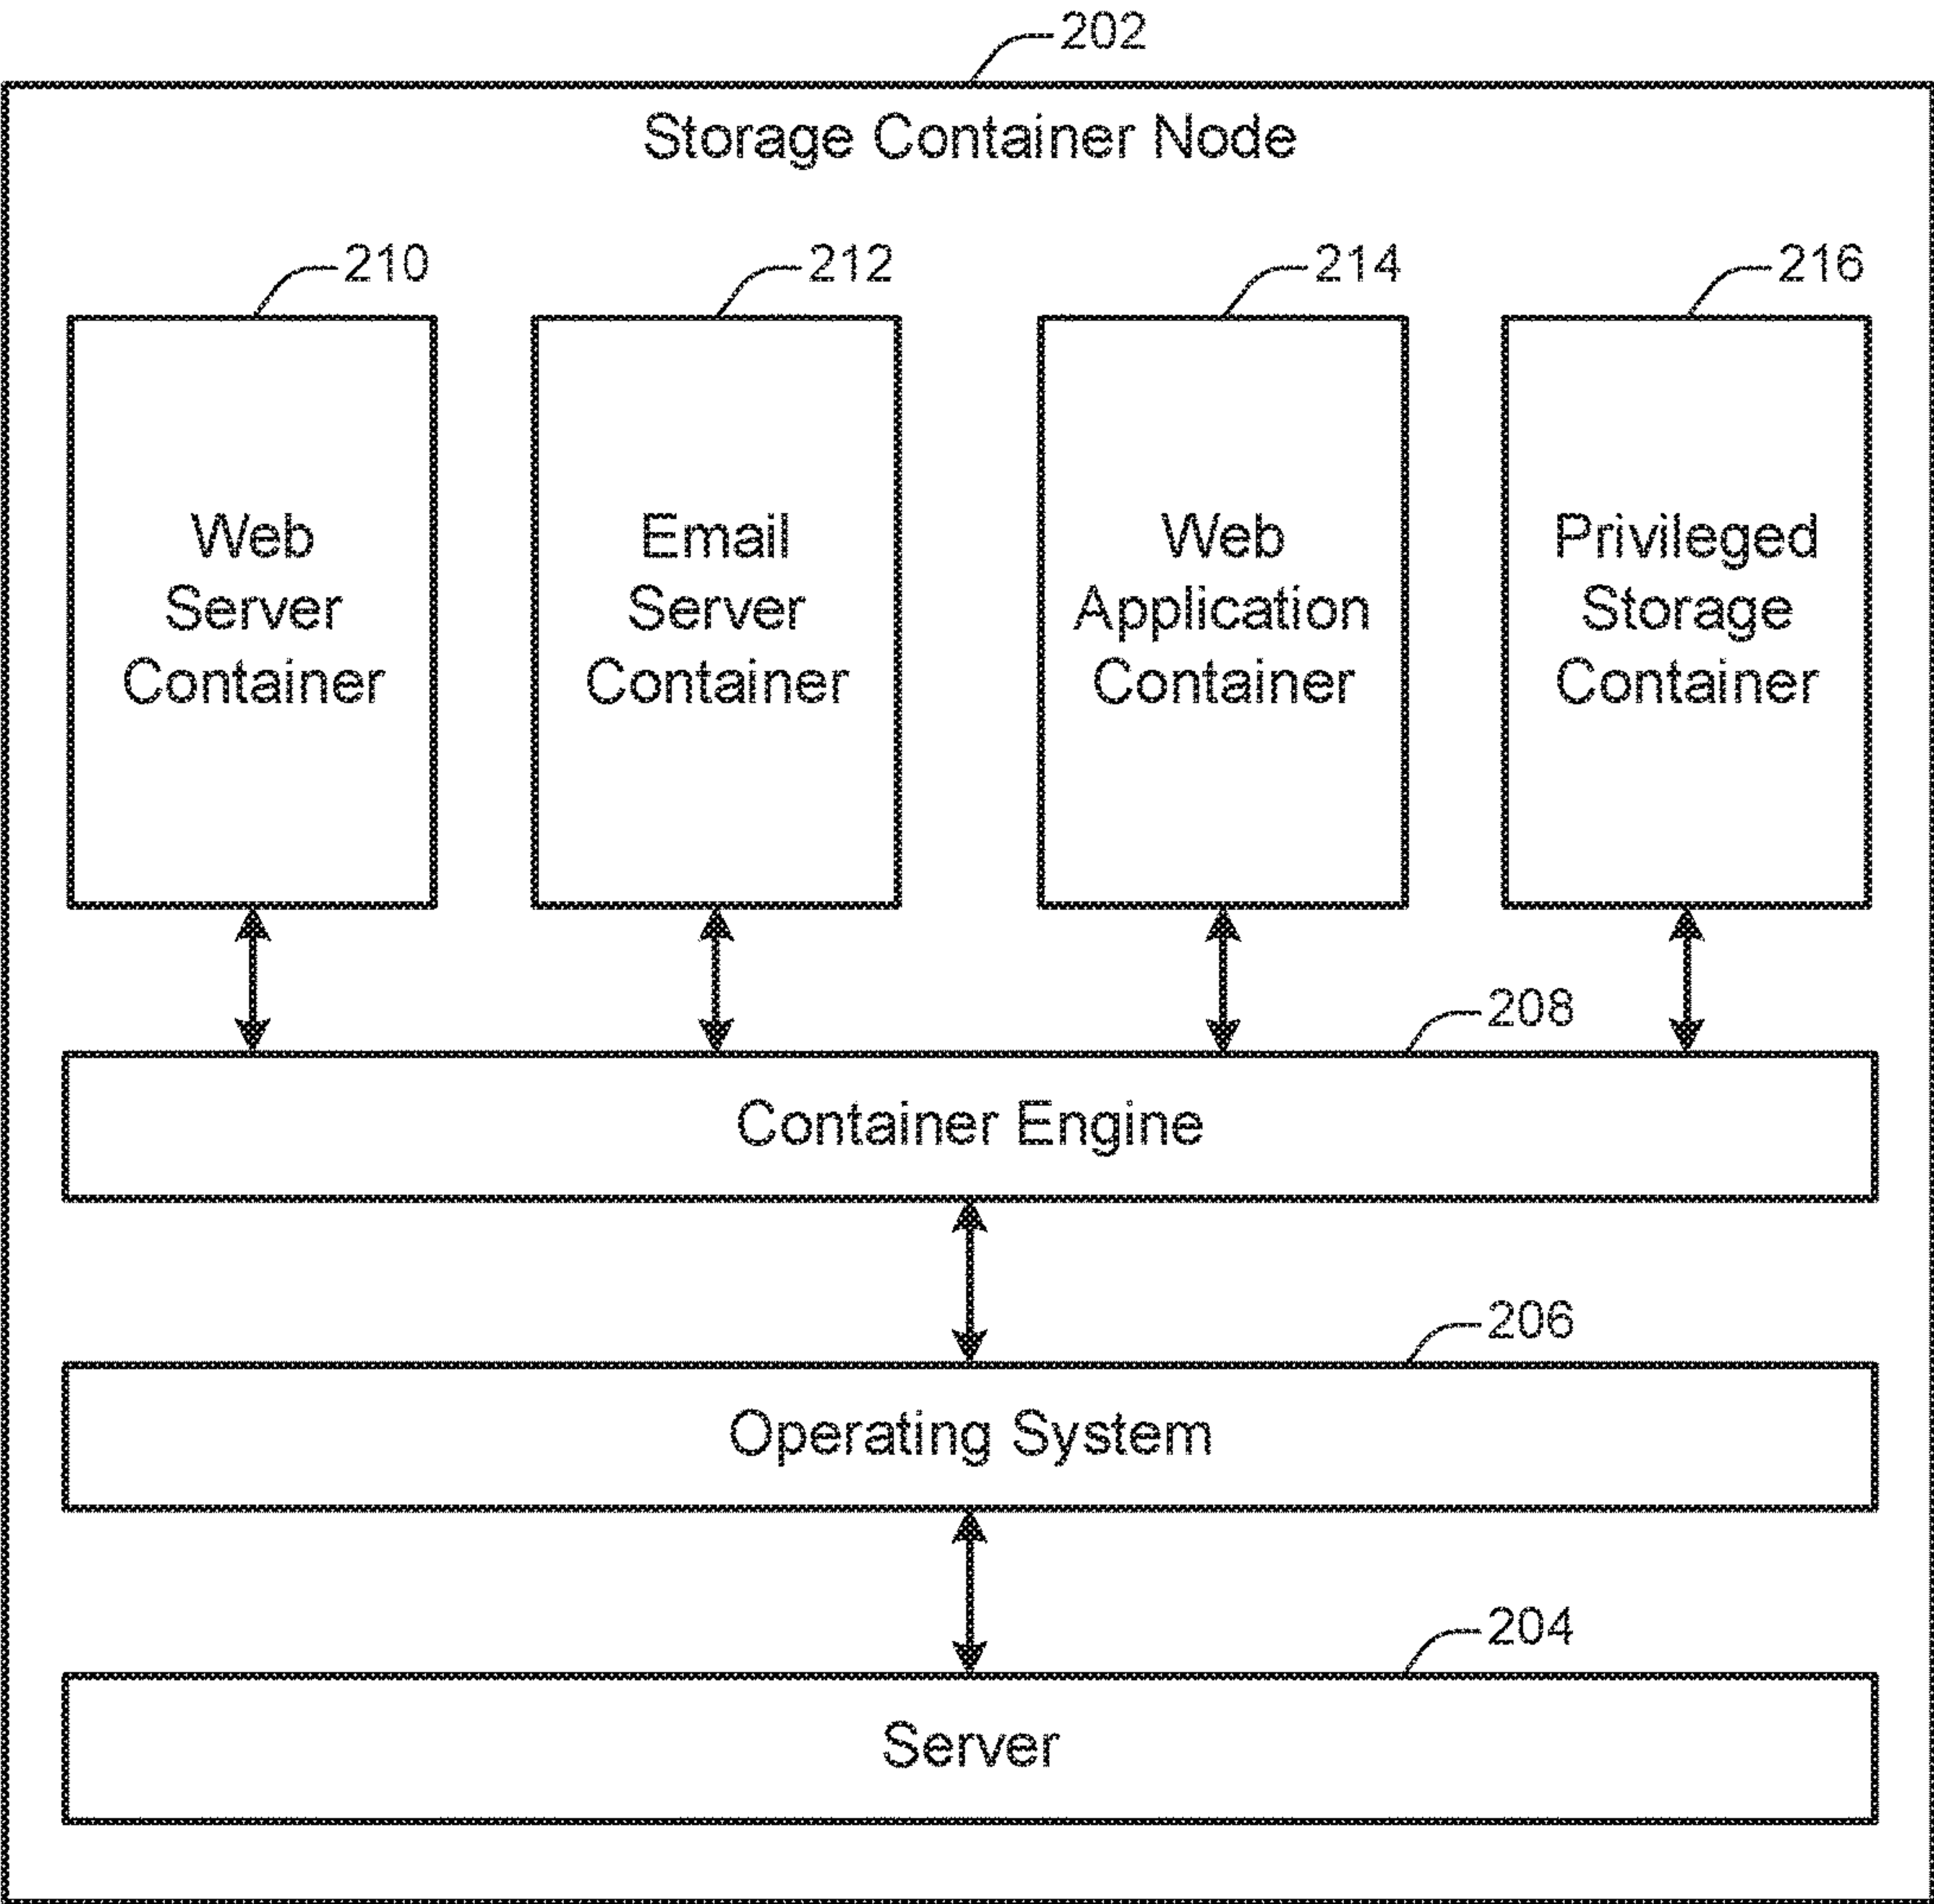 202
Storage Container Node
210
212
214
216
Web
Server
Container
Email
Server
Container
Web
Application
Container
Privileged
Storage
Container
208
Container Engine
206
Operating System
204
Server